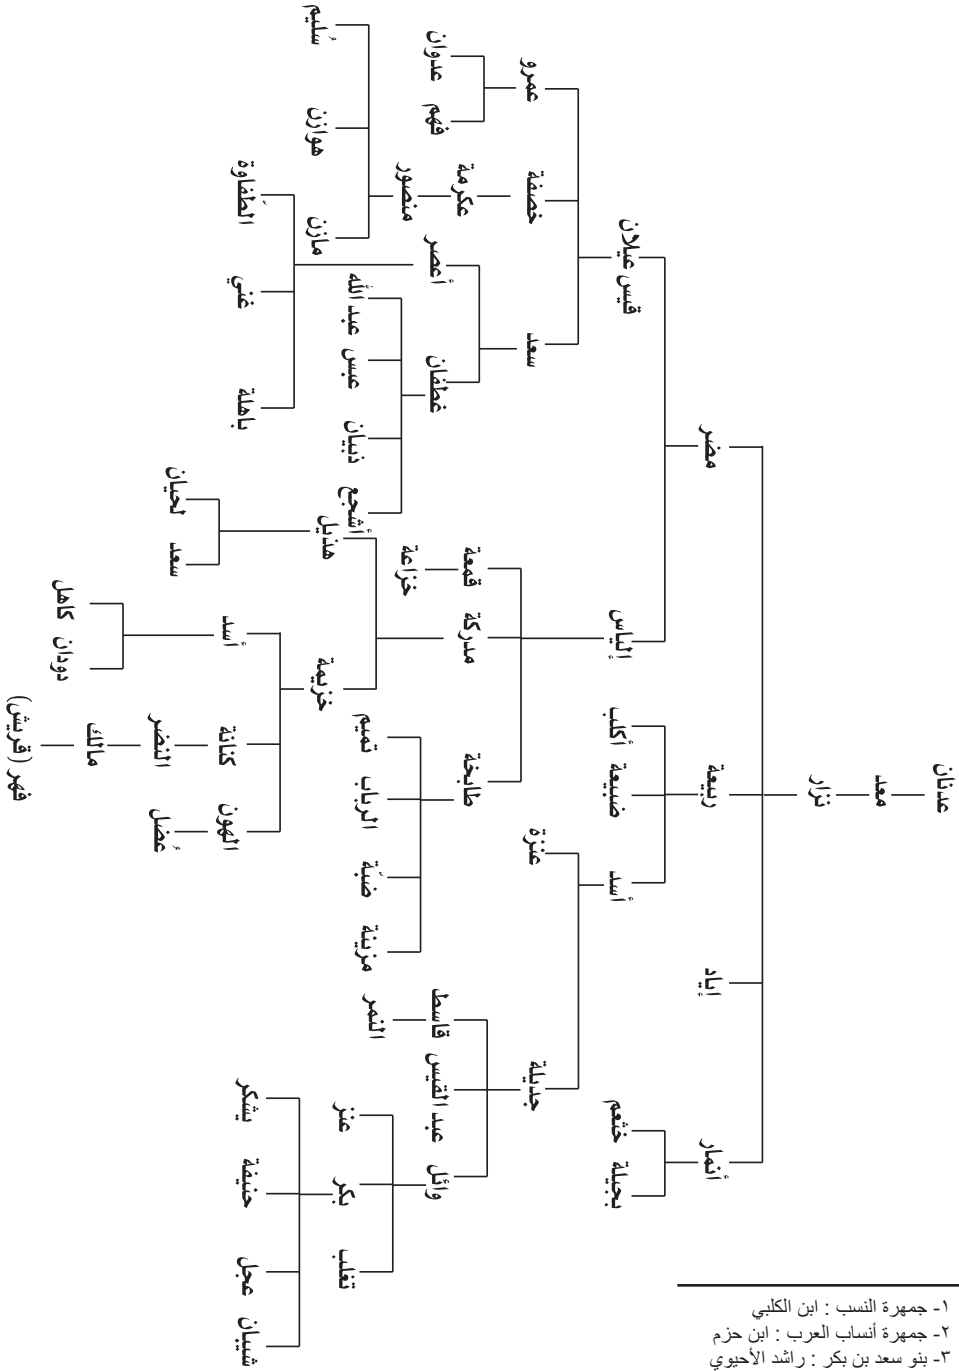 عدنان
معد
نزار
مضر
ربيعة
إياد
أنمار
قيس عيلان
إلياس
أكلب
ضبيعة
أسد
خثعم
بجيلة
عمرو
خصفة
سعد
قمعة
مدركة
طابخة
عنزة
جديلة
عدوان
فهم
عكرمة
أعصر
غطفان
خزاعة
قاسط
عبد القيس
وائل
منصور
عبد الله
عبس
ذبيان
أشجع
هذيل
خزيمة
تميم
الرباب
ضبّة
مزينة
النمر
عنز
بكر
تغلب
سُليم
هوازن
مازن
الطفاوة
غني
باهلة
لحيان
سعد
أسد
كنانة
الهون
يشكر
حنيفة
عجل
شيبان
كاهل
دودان
النضر
عُضل
مالك
فهر (قريش)
١- جمهرة النسب : ابن الكلبي
٢- جمهرة أنساب العرب : ابن حزم
٣- بنو سعد بن بكر : راشد الأحيوي